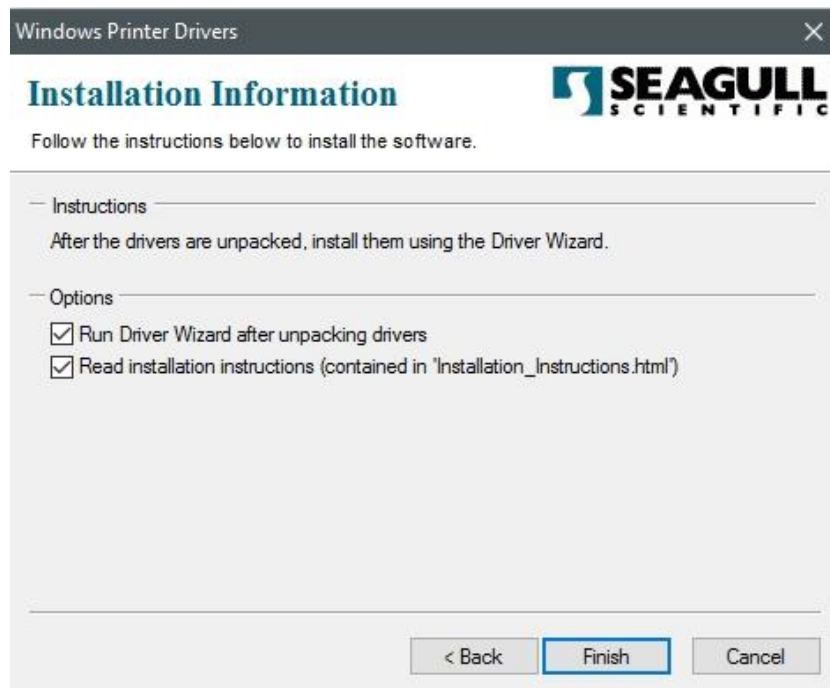 Windows Printer Drivers
Installation Information
SEAGULL
SCIENTIFIC
Follow the instructions below to install the software.
Instructions
After the drivers are unpacked, install them using the Driver Wizard.
Options
Run Driver Wizard after unpacking drivers
Read installation instructions (contained in "Installation_Instructions.html")
< Back
Finish
Cancel